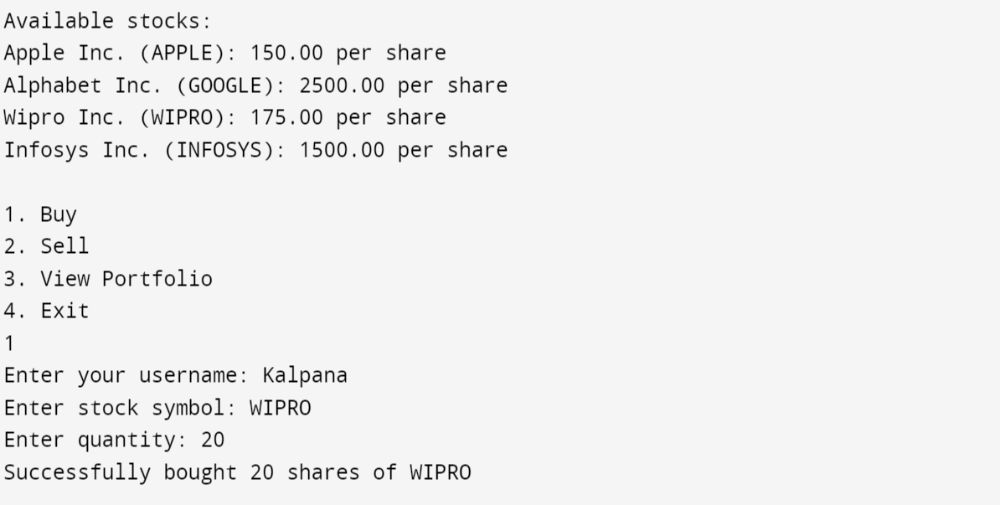 Available stocks:
Apple Inc. (APPLE): 150.00 per share
Alphabet Inc. (GOOGLE): 2500.00 per share
Wipro Inc. (WIPRO): 175.00 per share
Infosys Inc. (INFOSYS): 1500.00 per share
1. Buy
2. Sell
3. View Portfolio
4. Exit
1
Enter your username: Kalpana
Enter stock symbol: WIPRO
Enter quantity: 20
Successfully bought 20 shares of WIPRO